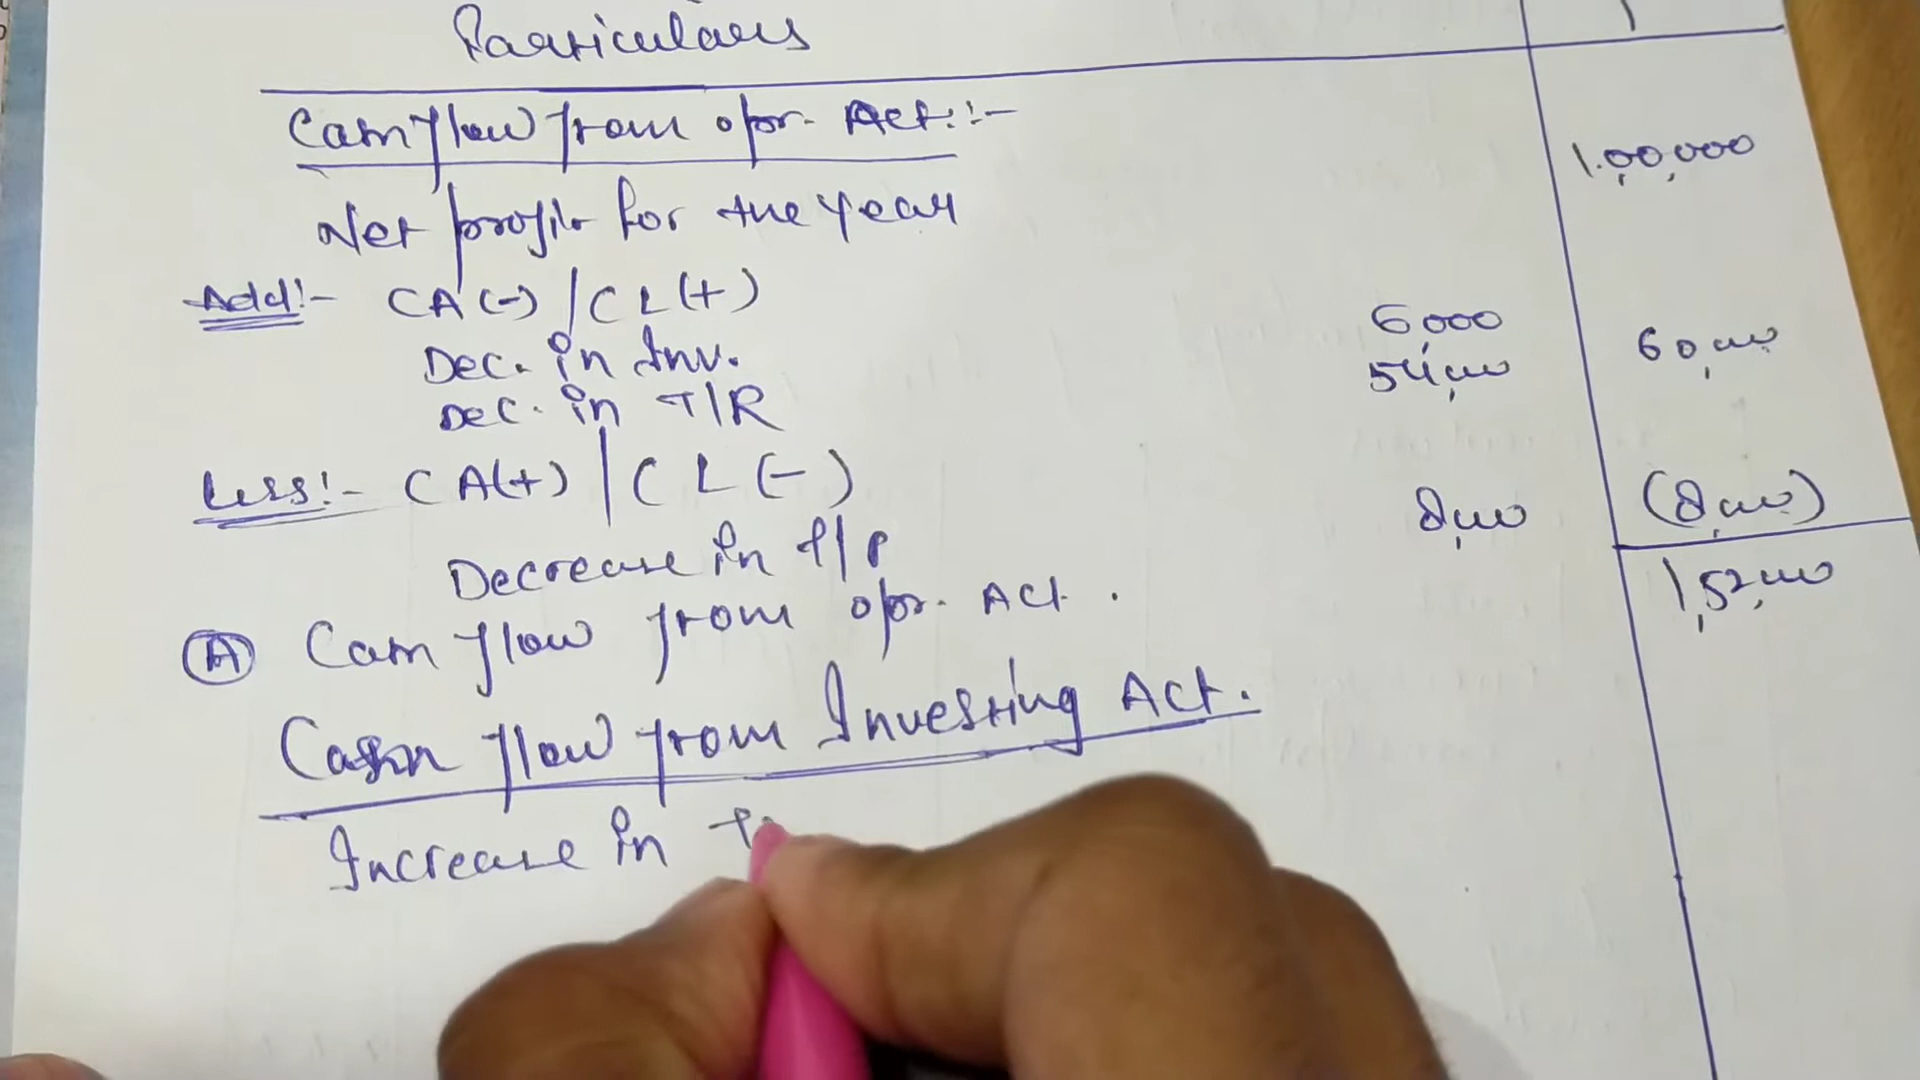 Particulars
Cash flow from opr. Act::-
1,00,000
Net profit for the year
Add:- CA(-) / CL(+)
Dec. in Inv. 6,000 60,000
Dec. in T/R 54,000
Less:- CA(+) / CL(-)
Decrease in T/P 8,000 (8,000)
(A) Cash flow from opr. Act. 1,52,000
Cash flow from Investing Act.
Increase in